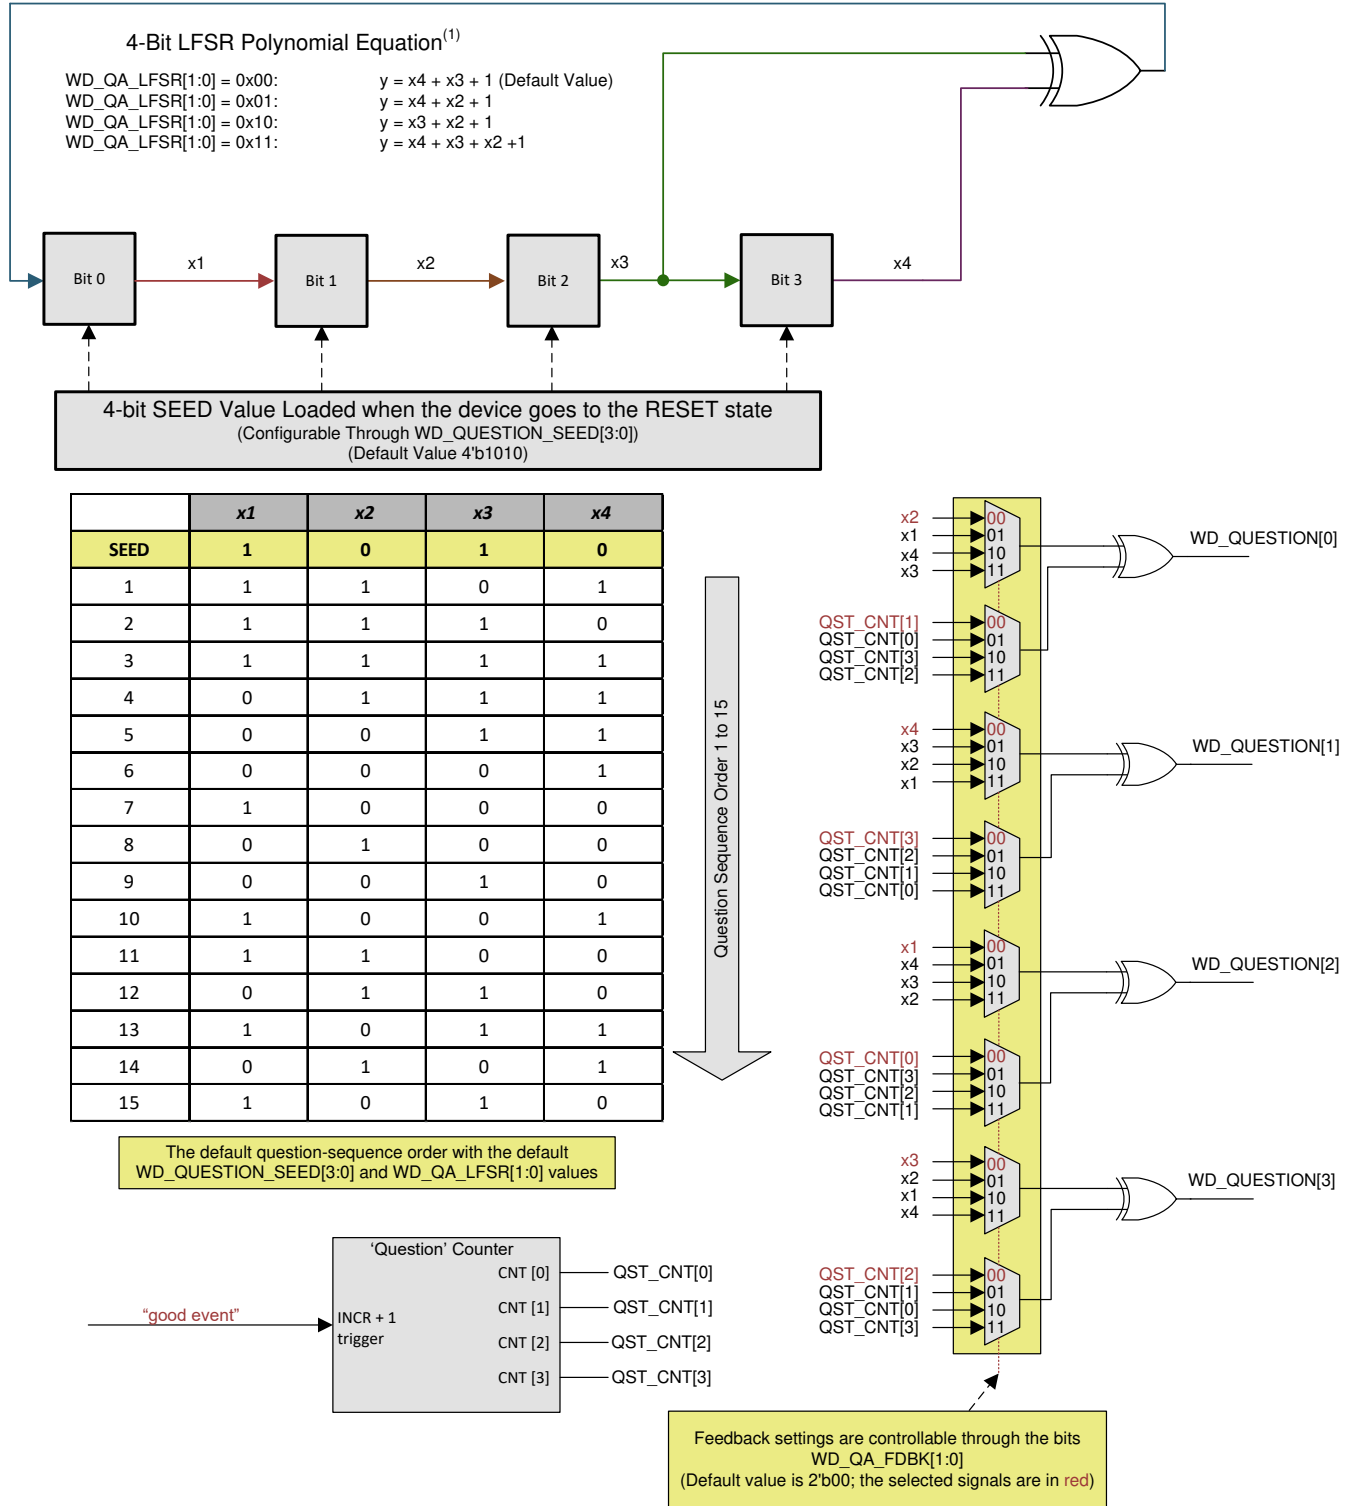 4-Bit LFSR Polynomial Equation(1)
WD_QA_LFSR[1:0] = 0x00: y = x4 + x3 + 1 (Default Value)
WD_QA_LFSR[1:0] = 0x01: y = x4 + x2 + 1
WD_QA_LFSR[1:0] = 0x10: y = x3 + x2 + 1
WD_QA_LFSR[1:0] = 0x11: y = x4 + x3 + x2 +1
Bit 0 x1 Bit 1 x2 Bit 2 x3 Bit 3 x4
4-bit SEED Value Loaded when the device goes to the RESET state
(Configurable Through WD_QUESTION_SEED[3:0])
(Default Value 4'b1010)
x1 x2 x3 x4
SEED 1 0 1 0
1 1 1 0 1
2 1 1 1 0
3 1 1 1 1
4 0 1 1 1
5 0 0 1 1
6 0 0 0 1
7 1 0 0 0
8 0 1 0 0
9 0 0 1 0
10 1 0 0 1
11 1 1 0 0
12 0 1 1 0
13 1 0 1 1
14 0 1 0 1
15 1 0 1 0
Question Sequence Order 1 to 15
The default question-sequence order with the default
WD_QUESTION_SEED[3:0] and WD_QA_LFSR[1:0] values
x2 00
x1 01
x4 10
x3 11
WD_QUESTION[0]
QST_CNT[1] 00
QST_CNT[0] 01
QST_CNT[3] 10
QST_CNT[2] 11
x4 00
x3 01
x2 10
x1 11
WD_QUESTION[1]
QST_CNT[3] 00
QST_CNT[2] 01
QST_CNT[1] 10
QST_CNT[0] 11
x1 00
x4 01
x3 10
x2 11
WD_QUESTION[2]
QST_CNT[0] 00
QST_CNT[3] 01
QST_CNT[2] 10
QST_CNT[1] 11
x3 00
x2 01
x1 10
x4 11
WD_QUESTION[3]
QST_CNT[2] 00
QST_CNT[1] 01
QST_CNT[0] 10
QST_CNT[3] 11
'Question' Counter
CNT [0] QST_CNT[0]
CNT [1] QST_CNT[1]
CNT [2] QST_CNT[2]
CNT [3] QST_CNT[3]
“good event”
INCR + 1
trigger
Feedback settings are controllable through the bits
WD_QA_FDBK[1:0]
(Default value is 2'b00; the selected signals are in red)